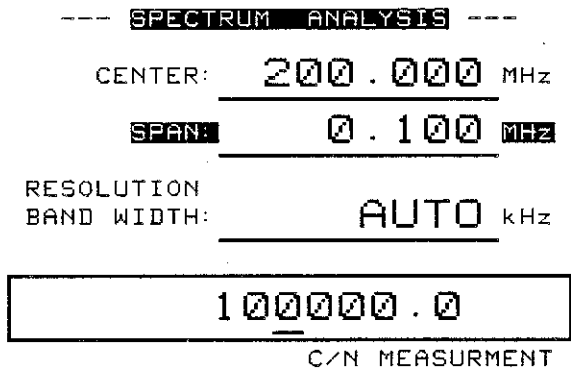 --- SPECTRUM ANALYSIS ---
CENTER: 200.000 MHz
SPAN: 0.100 MHz
RESOLUTION
BAND WIDTH: AUTO kHz
100000.0
C/N MEASURMENT